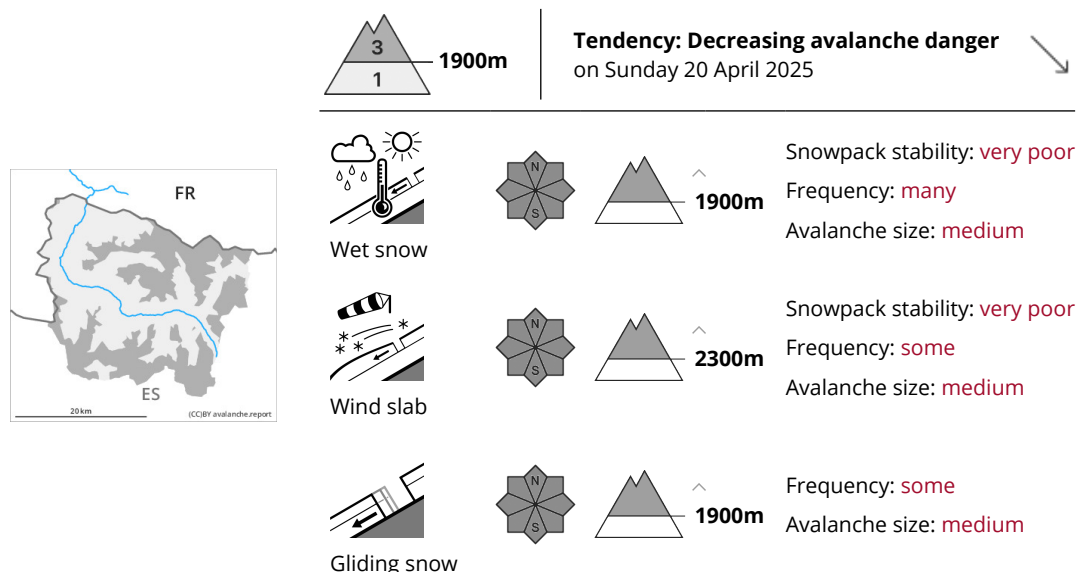 3
1
1900m
Tendency: Decreasing avalanche danger
on Sunday 20 April 2025
FR
ES
20 km
(CC)BY avalanche.report
Wet snow
N
S
1900m
Snowpack stability: very poor
Frequency: many
Avalanche size: medium
Wind slab
N
S
2300m
Snowpack stability: very poor
Frequency: some
Avalanche size: medium
Gliding snow
N
S
1900m
Frequency: some
Avalanche size: medium